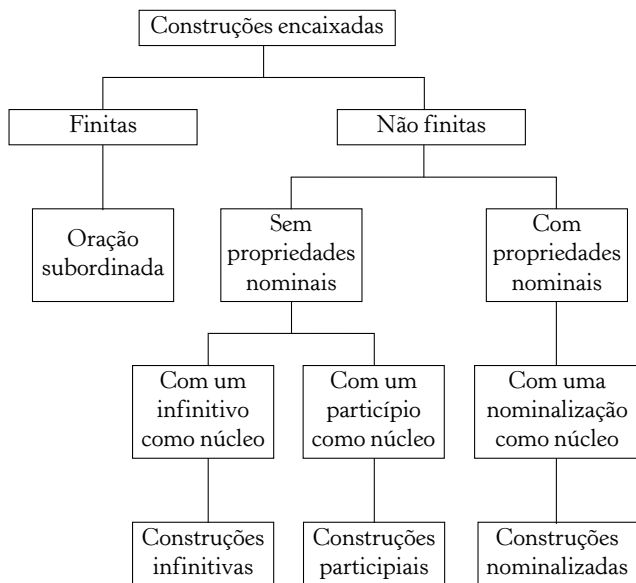 Construções encaixadas
Finitas
Não finitas
Oração
subordinada
Sem
propriedades
nominais
Com
propriedades
nominais
Com um
infinitivo
como núcleo
Com um
particípio
como núcleo
Com uma
nominalização
como núcleo
Construções
infinitivas
Construções
participiais
Construções
nominalizadas